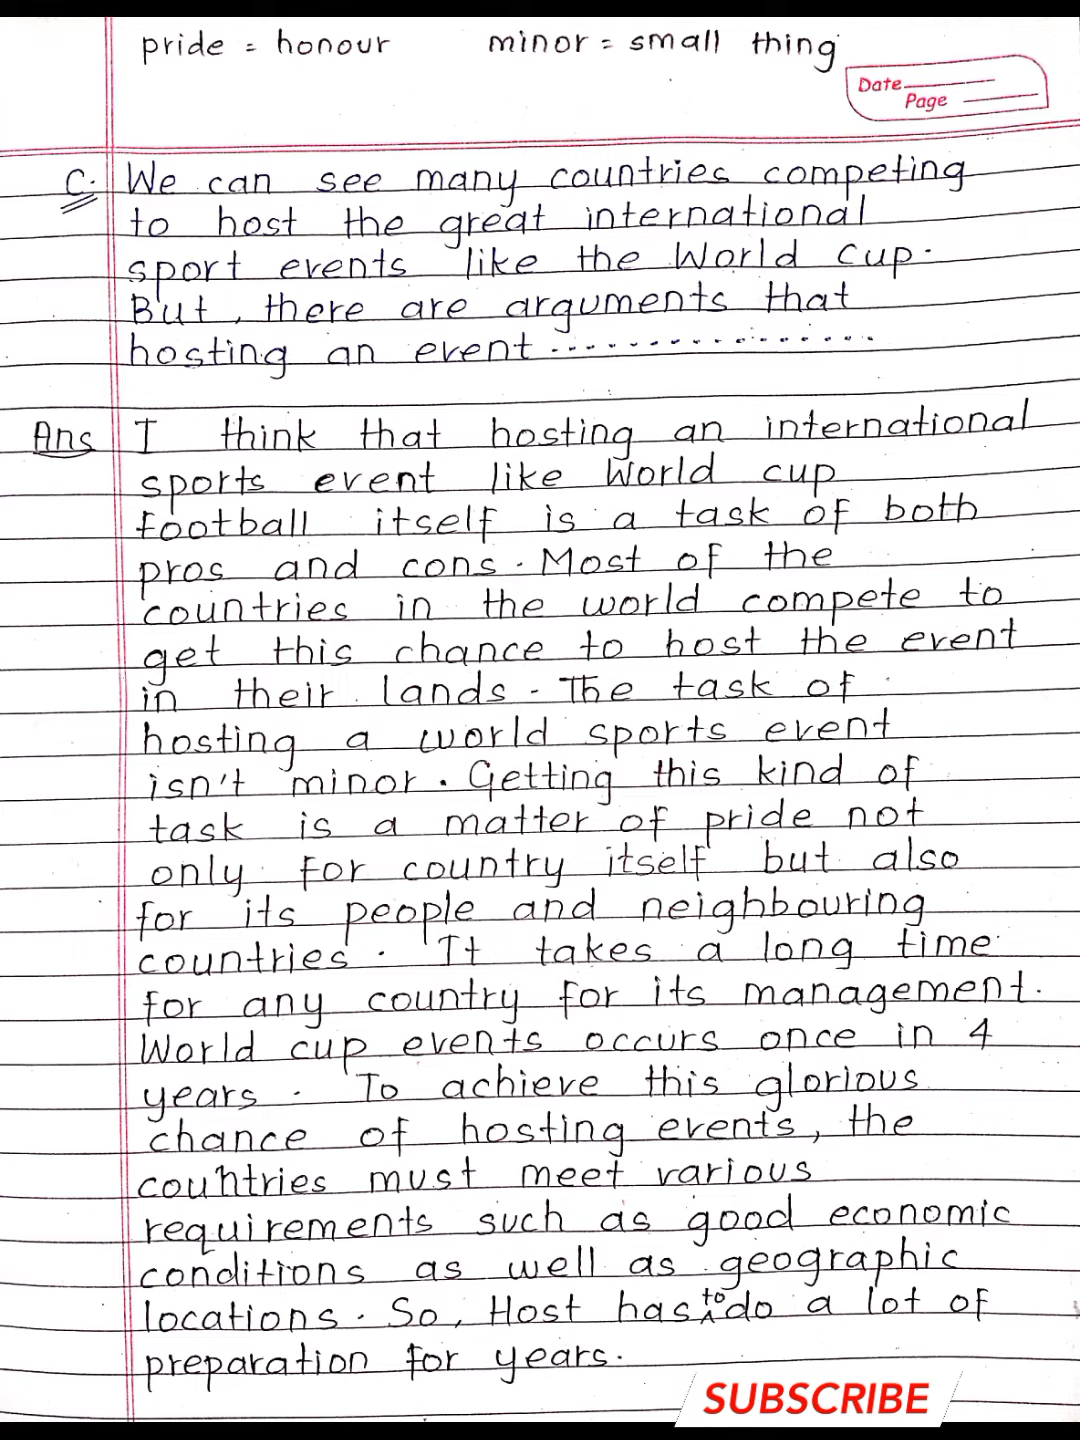 pride = honour minor = small thing
Date
Page
C. We can see many countries competing
to host the great international
sport events like the World cup.
But, there are arguments that
hosting an event ................
Ans I think that hosting an international
sports event like World cup
football itself is a task of both
pros and cons. Most of the
countries in the world compete to
get this chance to host the event
in their lands. The task of
hosting a world sports event
isn't minor. Getting this kind of
task is a matter of pride not
only for country itself but also
for its people and neighbouring
countries. It takes a long time
for any country for its management.
World cup events occurs once in 4
years. To achieve this glorious
chance of hosting events, the
countries must meet various
requirements such as good economic
conditions as well as geographic
locations. So, Host has to do a lot of
preparation for years.
SUBSCRIBE